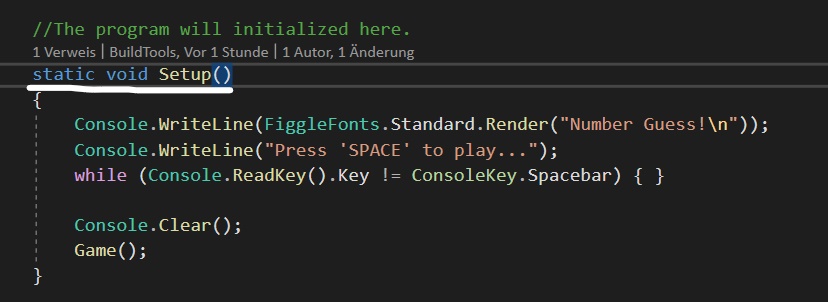 //The program will initialized here.
1 Verweis | BuildTools, Vor 1 Stunde | 1 Autor, 1 Änderung
static void Setup()
{
Console.WriteLine(FiggleFonts.Standard.Render("Number Guess!\n"));
Console.WriteLine("Press 'SPACE' to play...");
while (Console.ReadKey().Key != ConsoleKey.Spacebar) { }
Console.Clear();
Game();
}